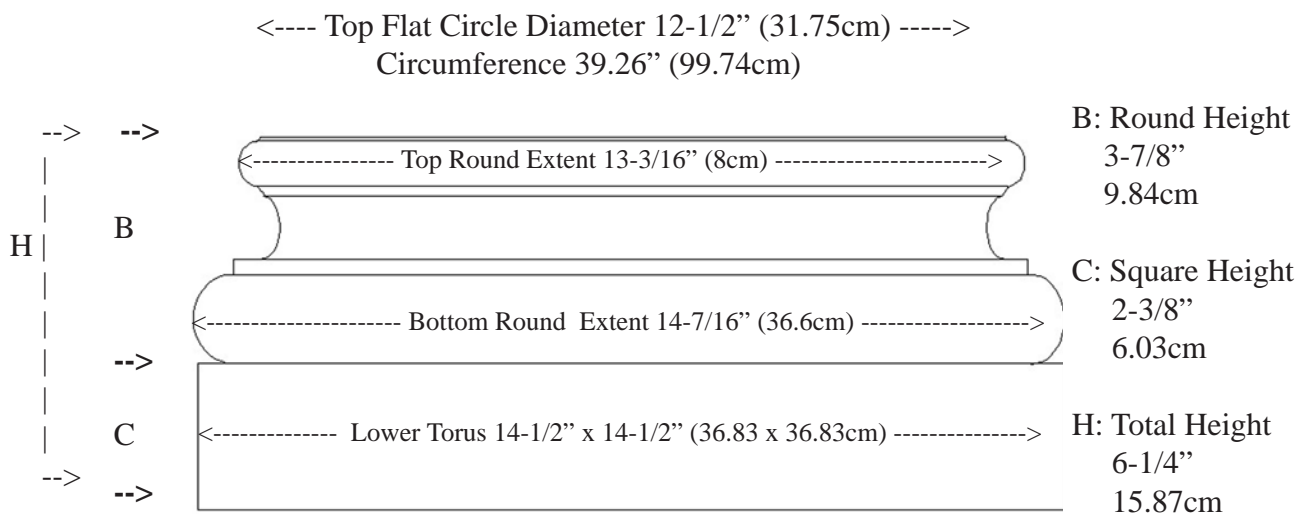 <---- Top Flat Circle Diameter 12-1/2” (31.75cm) ----->
Circumference 39.26” (99.74cm)
--> -->
B: Round Height
3-7/8”
9.84cm
<--------------- Top Round Extent 13-3/16” (8cm) ----------------------->
B
H
C: Square Height
2-3/8”
6.03cm
<---------------------- Bottom Round  Extent 14-7/16” (36.6cm) ------------------->
-->
C
<------------- Lower Torus 14-1/2” x 14-1/2” (36.83 x 36.83cm) -------------->
H: Total Height
6-1/4”
15.87cm
-->
-->